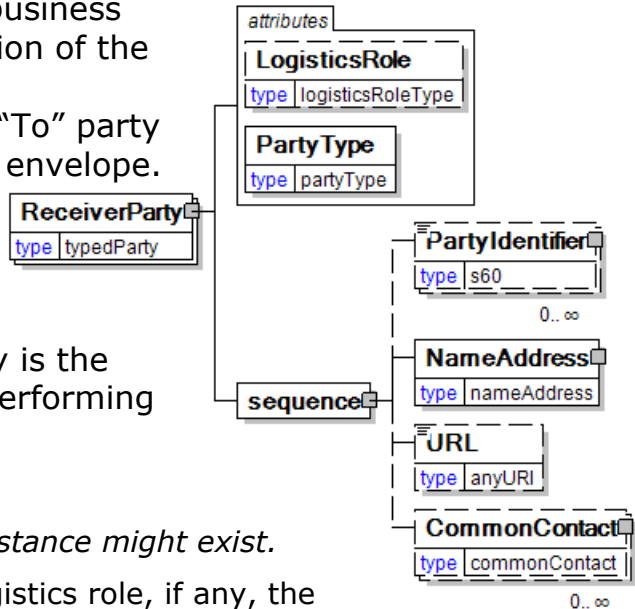 business
ion of the
"To" party
envelope.
y is the
erforming
stance might exist.
gistics role, if any, the
attributes
LogisticsRole
type logisticsRoleType
PartyType
type partyType
ReceiverParty
type typedParty
sequence
PartyIdentifier
type s60
0.. ∞
NameAddress
type nameAddress
URL
type anyURI
CommonContact
type commonContact
0.. ∞